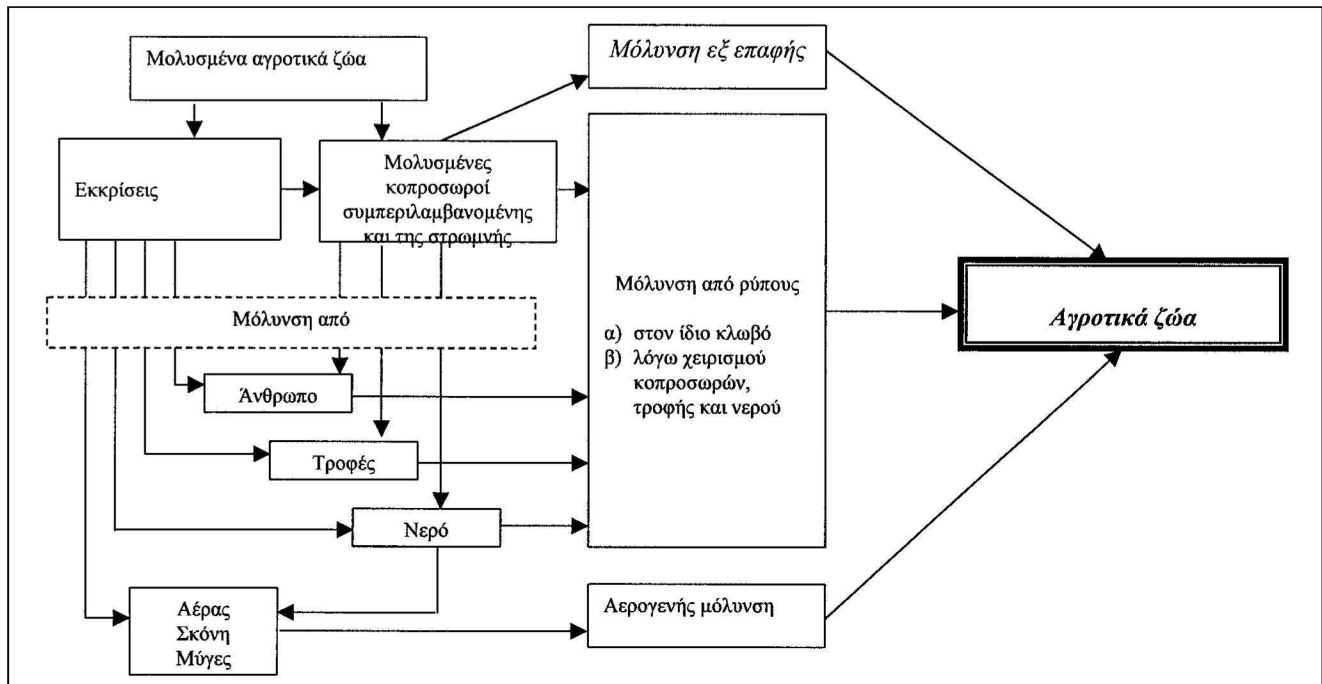 Μολυσμένα αγροτικά ζώα
Μόλυνση εξ επαφής
Εκκρίσεις
Μολυσμένες
κοπροσωροί
συμπεριλαμβανομένης
και της στρωμνής
Μόλυνση από ρύπους
α) στον ίδιο κλωβό
β) λόγω χειρισμού
κοπροσωρών,
τροφής και νερού
Αγροτικά ζώα
Μόλυνση από
Άνθρωπο
Τροφές
Νερό
Αέρας
Σκόνη
Μύγες
Αερογενής μόλυνση